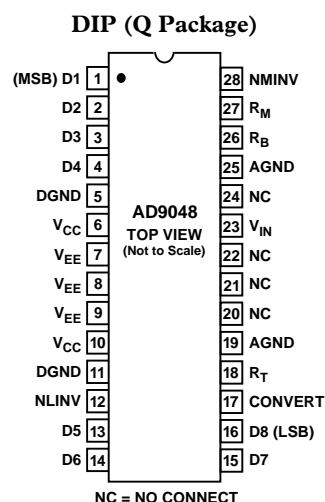 DIP (Q Package)
(MSB) D1 1 28 NMINV
D2 2 27 RM
D3 3 26 RB
D4 4 25 AGND
DGND 5 24 NC
VCC 6 23 VIN
VEE 7 22 NC
VEE 8 21 NC
VEE 9 20 NC
VCC 10 19 AGND
DGND 11 18 RT
NLINV 12 17 CONVERT
D5 13 16 D8 (LSB)
D6 14 15 D7
AD9048
TOP VIEW
(Not to Scale)
NC = NO CONNECT